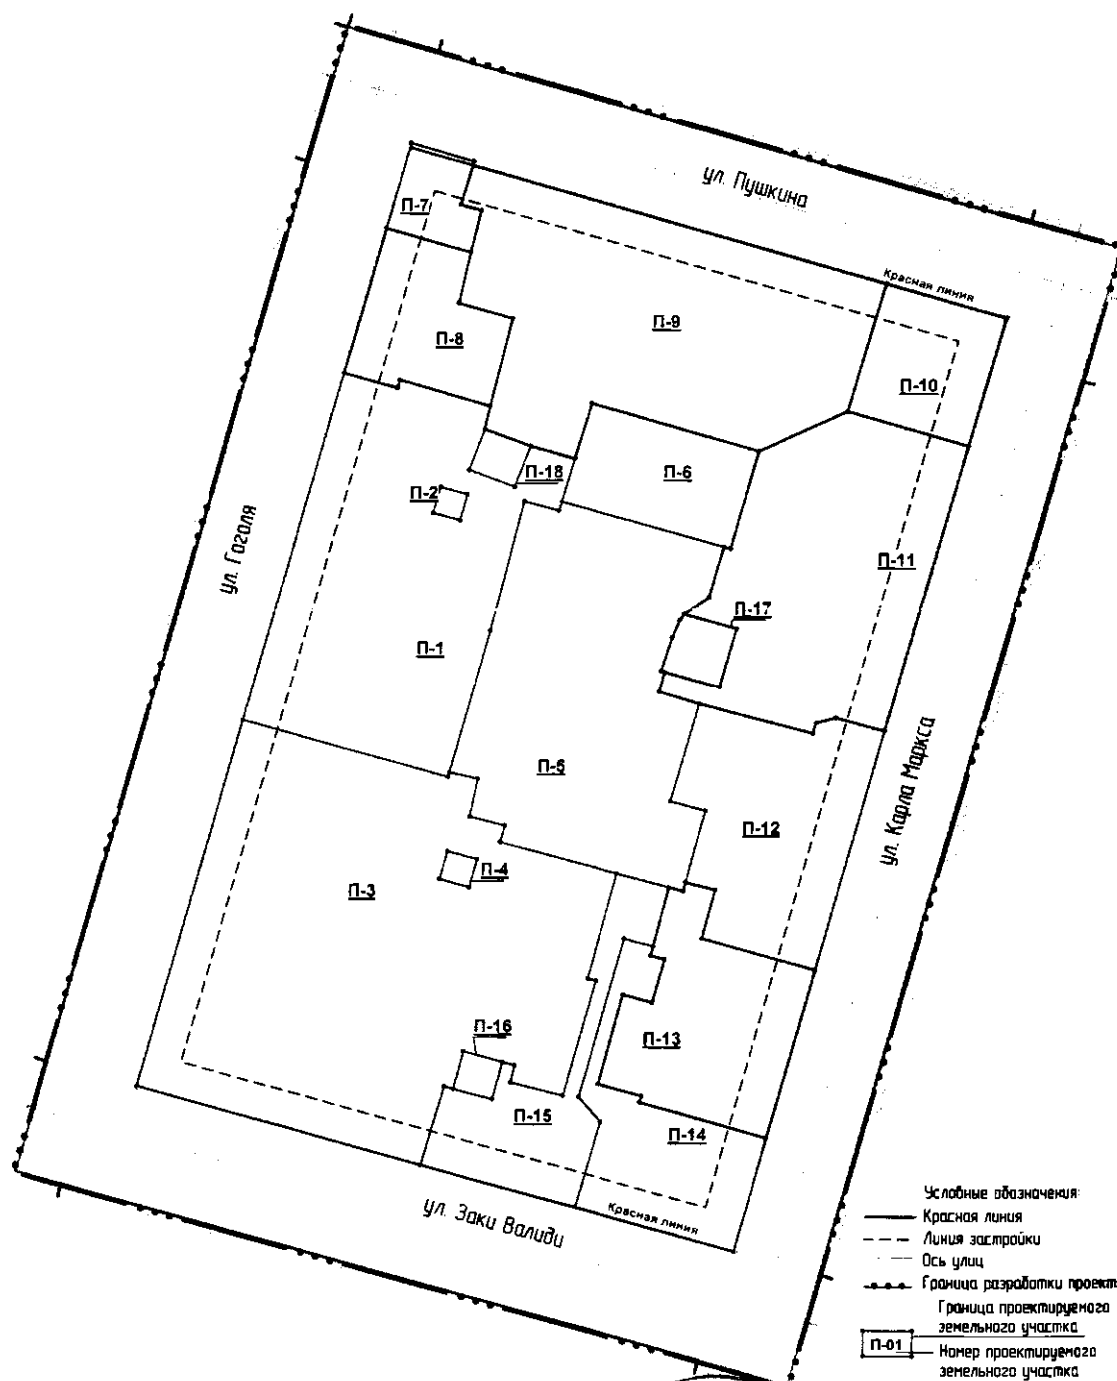 ул. Пушкина
Красная линия
П-7
П-9
П-8
П-10
П-18
П-6
П-2
ул. Гоголя
П-11
П-17
П-1
П-5
ул. Карла Маркса
П-12
П-4
П-3
П-16
П-13
П-15
П-14
Красная линия
ул. Заки Валиди
Условные обозначения:
Красная линия
Линия застройки
Ось улиц
Граница разработки проект
Граница проектируемого
земельного участка
П-01
Номер проектируемого
земельного участка